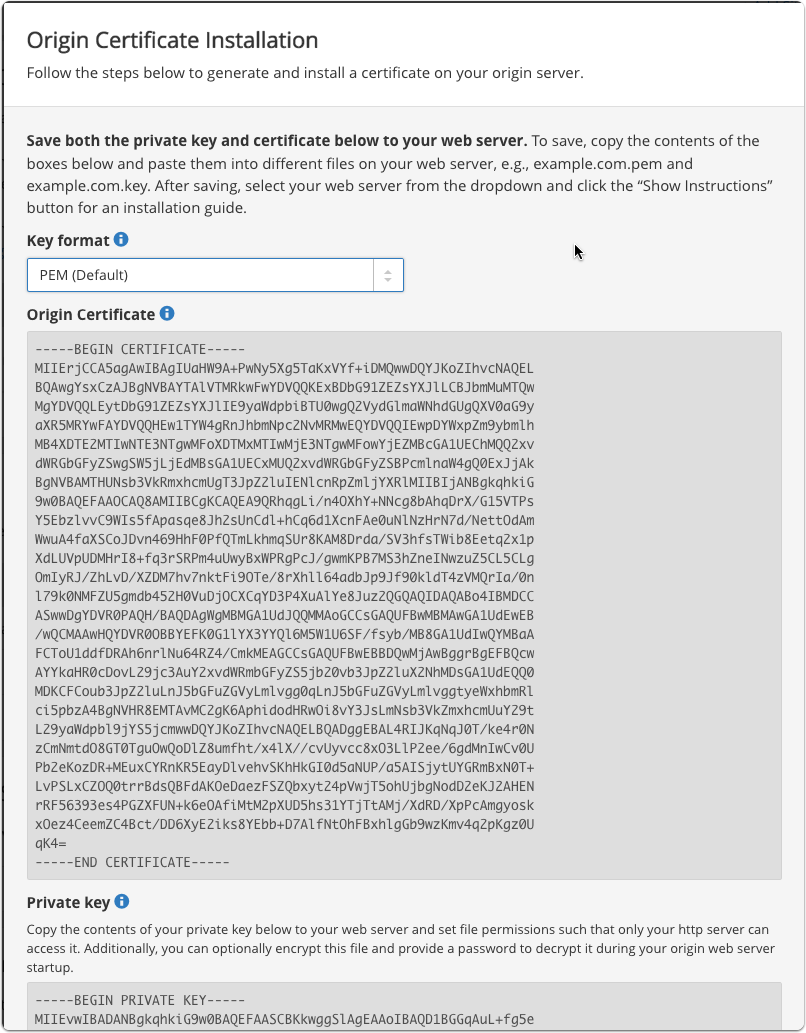 Origin Certificate Installation
Follow the steps below to generate and install a certificate on your origin server.
Save both the private key and certificate below to your web server. To save, copy the contents of the
boxes below and paste them into different files on your web server, e.g., example.com.pem and
example.com.key. After saving, select your web server from the dropdown and click the “Show Instructions”
button for an installation guide.
Key format
PEM (Default)
Origin Certificate
-----BEGIN CERTIFICATE-----
MIIErjCCA5agAwIBAgIUaHW9A+PwNy5Xg5TaKxVYf+iDMQwwDQYJKoZIhvcNAQEL
BQAwgYsxCzAJBgNVBAYTAlVTMRkwFwYDVQQKExBDbG91ZEZsYXJlLCBJbmMuMTQw
MgYDVQQLEytDbG91ZEZsYXJlIE9yaWdpbiBTU0wgQ2VydGlmaWNhdGUgQXV0aG9y
aXR5MRYwFAYDVQQHEw1TYW4gRnJhbmNpc2NvMRMwEQYDVQQIEwpDYWxpZm9ybmlh
MB4XDTE2MTIwNTE3NTgwMFoXDTMxMTIwMjE3NTgwMFowYjEZMBcGA1UEChMQQ2xv
dWRGbGFyZSwgSW5jLjEdMBsGA1UECxMUQ2xvdWRGbGFyZSBPcmlnaW4gQ0ExJjAk
BgNVBAMTHUNsb3VkRmxhcmUgT3JpZ2luIENlcnRpZmljYXRlMIIBIjANBgkqhkiG
9w0BAQEFAAOCAQ8AMIIBCgKCAQEA9QRhqgLi/n4OXhY+NNcg8bAhqDrX/G15VTPs
Y5EbzlvvC9WIs5fApasqe8JhZsUnCdl+hCq6d1XcnFAe0uNlNzHrN7d/NettOdAm
WwuA4faXSCoJDvn469HhF0PfQTmLkhmqSUr8KAM8Drda/SV3hfsTWib8Eetq2x1p
XdLUVpUDMHrI8+fq3rSRPm4uUwyBxWPRgPcJ/gwmKPB7MS3hZneINwzuZ5CL5CLg
OmIyRJ/ZhLvD/XZDM7hv7nktFi9OTe/8rXhll64adbJp9Jf90kldT4zVMQrIa/0n
l79k0NMFZU5gmdb452H0VuDjOCXCqYD3P4XuAlYe8JuzZQGQAQIDAQABo4IBMDCC
ASwwDgYDVR0PAQH/BAQDAgWgMBMGA1UdJQQMMAoGCCsGAQUFBwMBMAwGA1UdEwEB
/wQCMAAwHQYDVR0OBBYEFK0G1lYX3YYQl6M5W1U6SF/fsyb/MB8GA1UdIwQYMBaA
FCToU1ddfDRAh6nrlNu64RZ4/CmkMEAGCCsGAQUFBwEBBDQwMjAwBggrBgEFBQcw
AYYkaHR0cDovL29jc3AuY2xvdWRmbGFyZS5jb20vb3JpZ2luX2NhMDsGA1UdEQQ0
MDKCFCoub3JpZ2luLnJ5bGFuZGVyLmlvgg0qLnJ5bGFuZGVyLmlvggtyeWxhbmRl
ci5pbzA4BgNVHR8EMTAvMC2gK6AphidodHRwOi8vY3JsLmNsb3VkZmxhcmUuY29t
L29yaWdpbl9jYS5jcmwwDQYJKoZIhvcNAQELBQADggEBAL4RIJKqNqJ0T/ke4r0N
zCmNmtdO8GT0TguOwQoDlZ8umfht/x4lX//cvUyvcc8xO3LlP2ee/6gdMnIwCv0U
Pb2eKozDR+MEuxCYRnKR5EayDlvehvSKhHkGI0d5aNUP/a5AISjytUYGRmBxN0T+
LvPSLxCZOQ0trrBdsQBFdAKOeDaezFSZQbxytZ4pVwjT5ohUjbgNodD2eKJ2AHEN
rRF56393es4PGZXFUN+k6eOAfiMtM2pXUD5hs31YTjTtAMj/XdRD/XpPcAmgyosk
xOez4CeemZC4Bct/DD6XyE2iks8YEbb+D7AlfNtOhFBxhlgGb9wzKmv4q2pKgz0U
qK4=
-----END CERTIFICATE-----
Private key
Copy the contents of your private key below to your web server and set file permissions such that only your http server can
access it. Additionally, you can optionally encrypt this file and provide a password to decrypt it during your origin web server
startup.
-----BEGIN PRIVATE KEY-----
MIIEvwIBADANBgkqhkiG9w0BAQEFAASCBKkwggSlAgEAAoIBAQD1BGGqAuL+fg5e